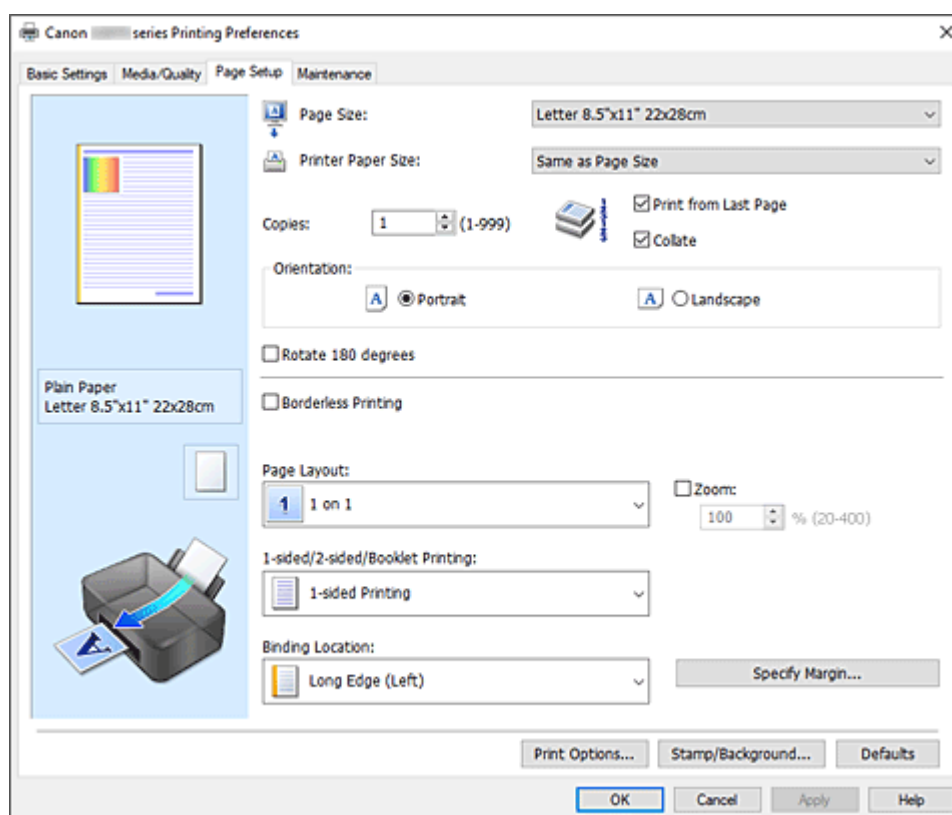 Canon series Printing Preferences
Basic Settings Media/Quality Page Setup Maintenance
Page Size: Letter 8.5"x11" 22x28cm
Printer Paper Size: Same as Page Size
Copies: 1 (1-999)
Print from Last Page
Collate
Orientation:
A Portrait A Landscape
Rotate 180 degrees
Plain Paper
Letter 8.5"x11" 22x28cm
Borderless Printing
Page Layout:
1 1 on 1
Zoom:
100 % (20-400)
1-sided/2-sided/Booklet Printing:
1-sided Printing
A
Binding Location:
Long Edge (Left)
Specify Margin...
Print Options... Stamp/Background... Defaults
OK Cancel Apply Help